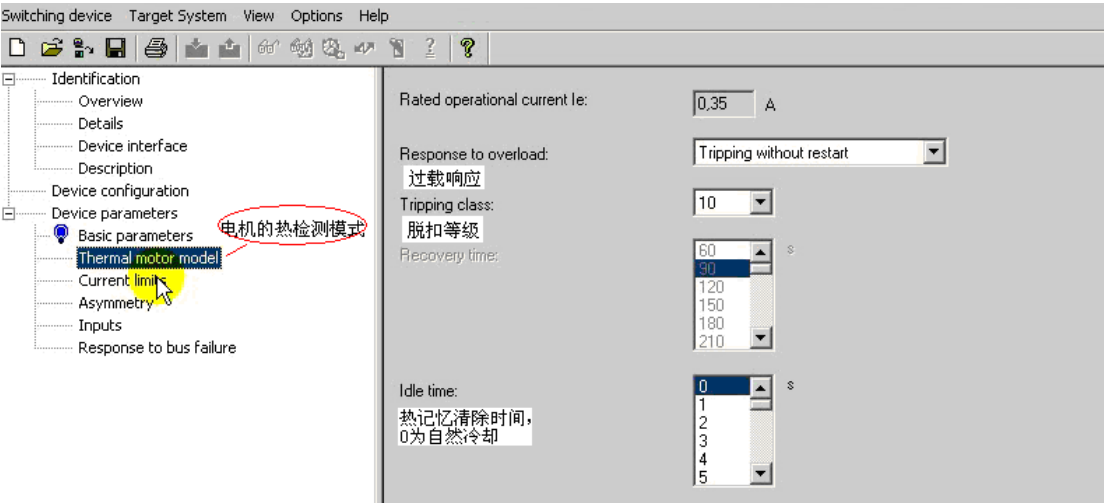 Switching device Target System View Options Help
Identification
Overview
Details
Device interface
Description
Device configuration
Device parameters
Basic parameters
Thermal motor model
电机的热检测模式
Current limits
Asymmetry
Inputs
Response to bus failure
Rated operational current Ie:
0,35 A
Response to overload:
Tripping without restart
过载响应
Tripping class:
10
脱扣等级
Recovery time:
60 s
90
120
150
180
210
Idle time:
0 s
1
2
3
4
5
热记忆清除时间，
0为自然冷却